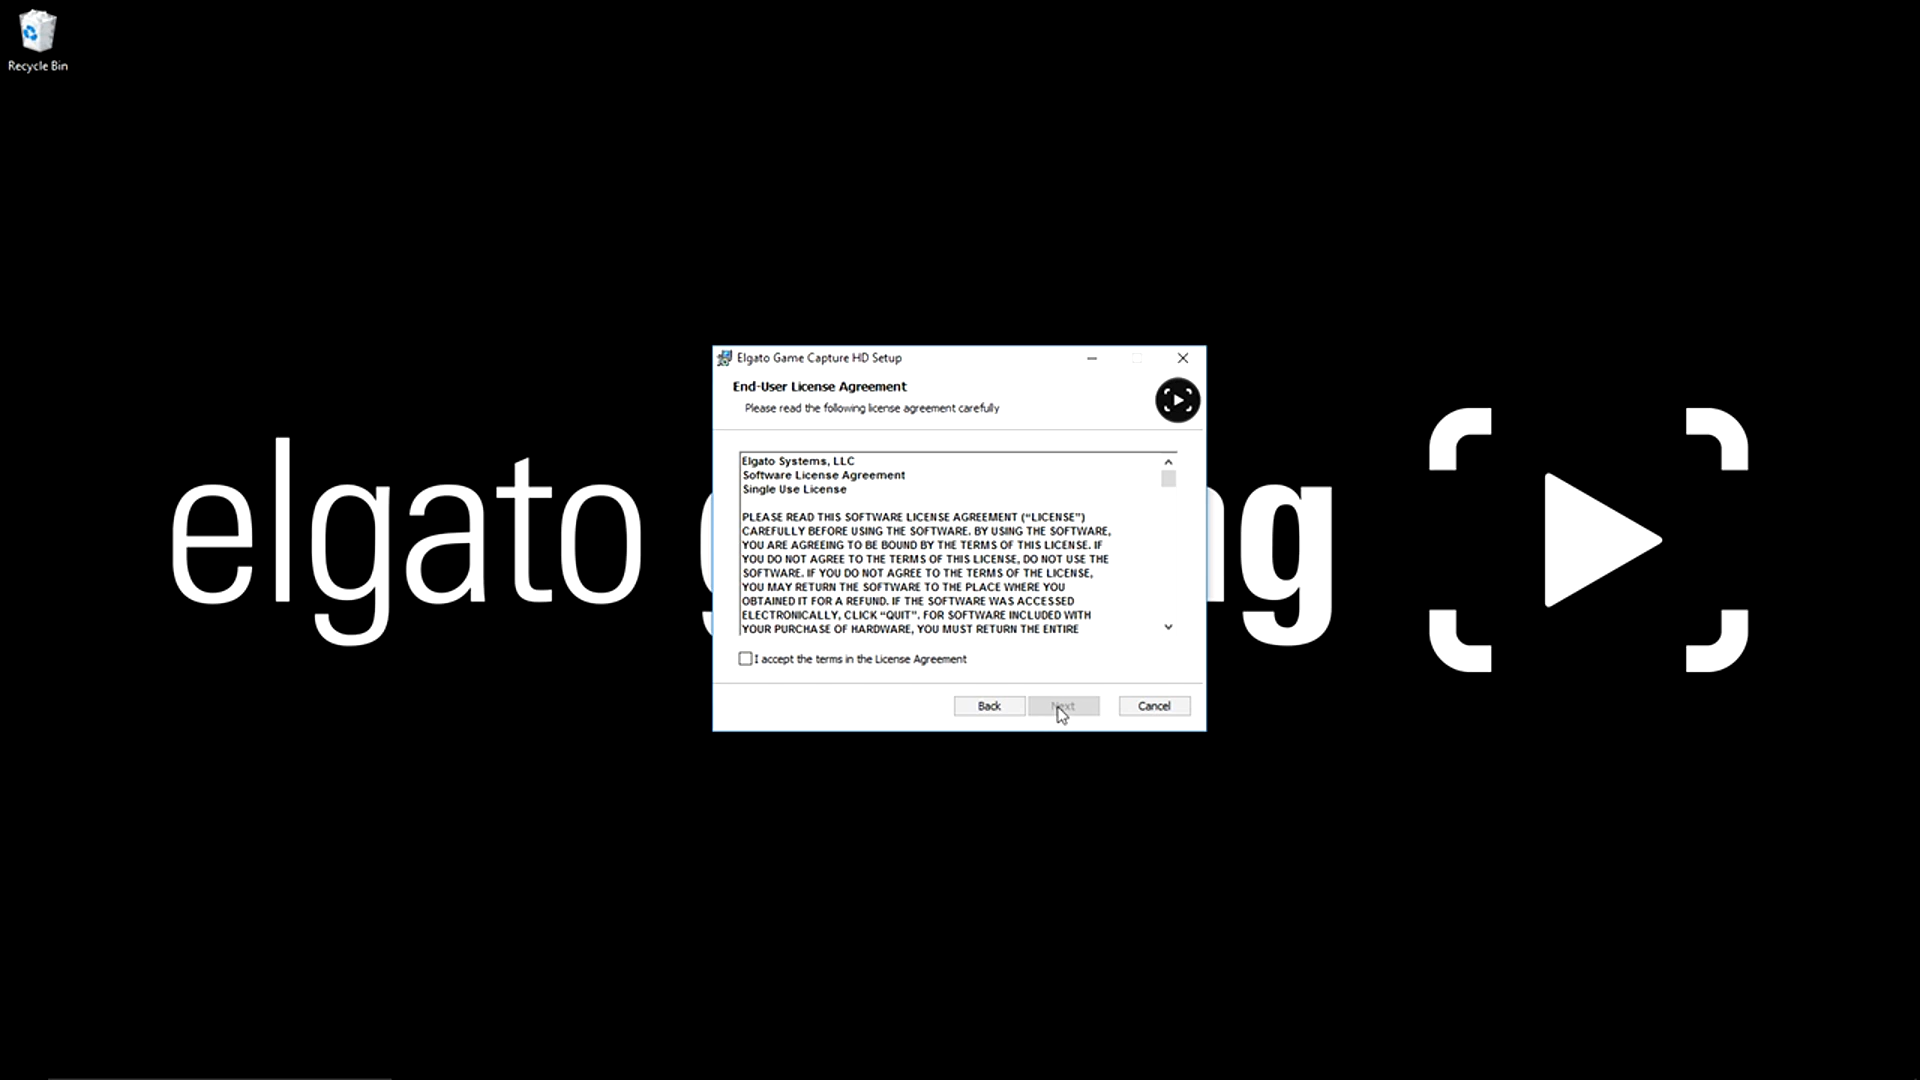 Recycle Bin
Elgato Game Capture HD Setup
End-User License Agreement
Please read the following license agreement carefully
Elgato Systems, LLC
Software License Agreement
Single Use License
PLEASE READ THIS SOFTWARE LICENSE AGREEMENT (“LICENSE”)
CAREFULLY BEFORE USING THE SOFTWARE. BY USING THE SOFTWARE,
YOU ARE AGREEING TO BE BOUND BY THE TERMS OF THIS LICENSE. IF
YOU DO NOT AGREE TO THE TERMS OF THIS LICENSE, DO NOT USE THE
SOFTWARE. IF YOU DO NOT AGREE TO THE TERMS OF THE LICENSE,
YOU MAY RETURN THE SOFTWARE TO THE PLACE WHERE YOU
OBTAINED IT FOR A REFUND. IF THE SOFTWARE WAS ACCESSED
ELECTRONICALLY, CLICK “QUIT”. FOR SOFTWARE INCLUDED WITH
YOUR PURCHASE OF HARDWARE, YOU MUST RETURN THE ENTIRE
I accept the terms in the License Agreement
Back Next Cancel
elgato